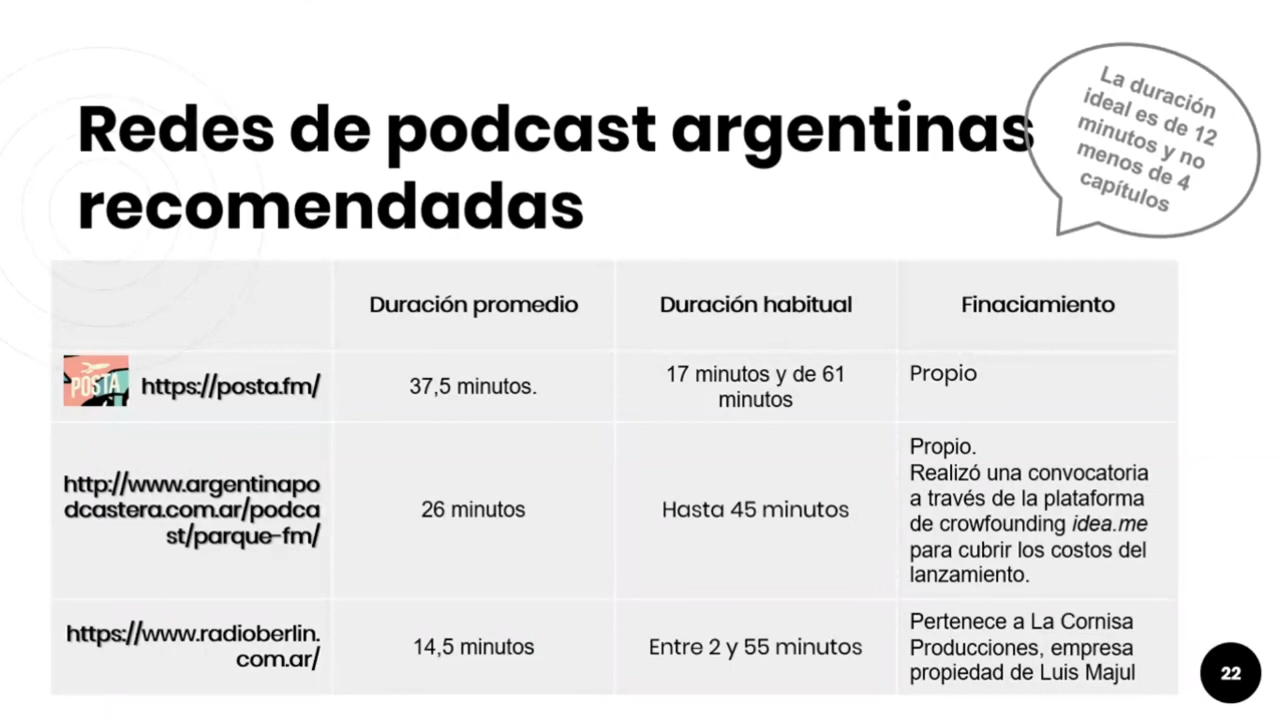 Redes de podcast argentinas
recomendadas
La duración
ideal es de 12
minutos y no
menos de 4
capítulos
Duración promedio
Duración habitual
Finaciamiento
POSTA
https://posta.fm/
37,5 minutos.
17 minutos y de 61
minutos
Propio
http://www.argentinapo
dcastera.com.ar/podca
st/parque-fm/
26 minutos
Hasta 45 minutos
Propio.
Realizó una convocatoria
a través de la plataforma
de crowfounding idea.me
para cubrir los costos del
lanzamiento.
https://www.radioberlin.
com.ar/
14,5 minutos
Entre 2 y 55 minutos
Pertenece a La Cornisa
Producciones, empresa
propiedad de Luis Majul
22